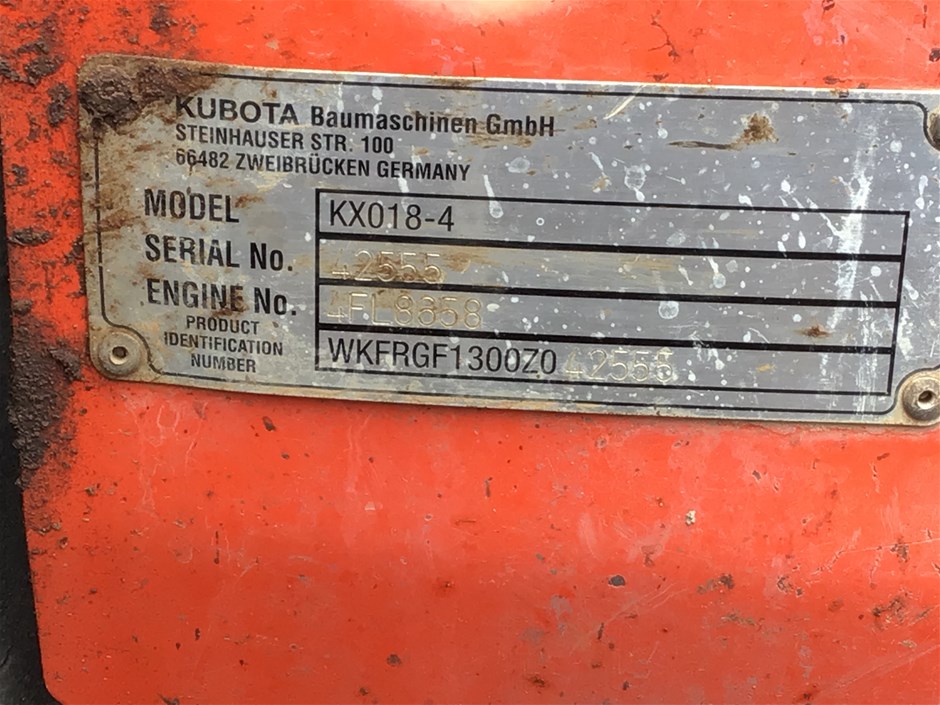 KUBOTA Baumaschinen GmbH
STEINHAUSER STR. 100
66482 ZWEIBRÜCKEN GERMANY
MODEL KX018-4
SERIAL No. 42555
ENGINE No.
PRODUCT IDENTIFICATION NUMBER WKFRGF1300Z0